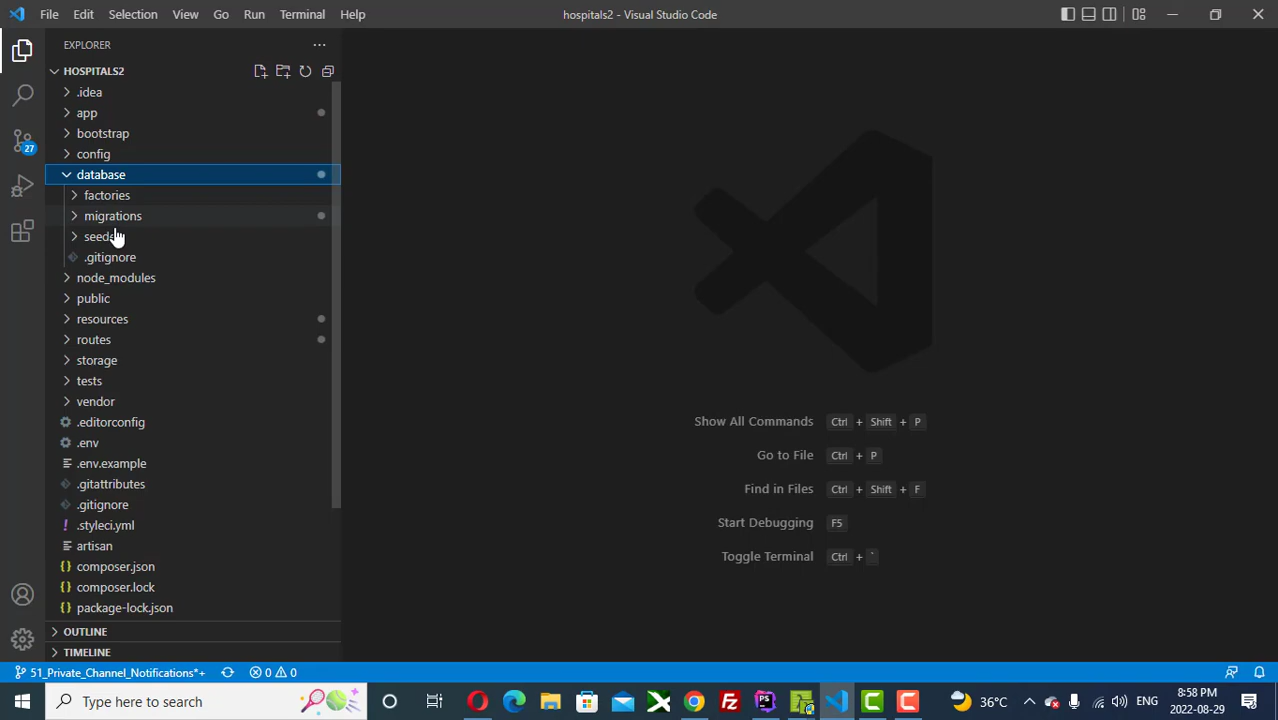 File Edit Selection View Go Run Terminal Help
hospitals2 - Visual Studio Code
EXPLORER
HOSPITALS2
.idea
app
bootstrap
config
database
factories
migrations
.gitignore
node_modules
public
resources
routes
storage
tests
vendor
.editorconfig
.env
.env.example
.gitattributes
.gitignore
.styleci.yml
artisan
composer.json
composer.lock
package-lock.json
OUTLINE
TIMELINE
27
Show All Commands Ctrl + Shift + P
Go to File Ctrl + P
Find in Files Ctrl + Shift + F
Start Debugging F5
Toggle Terminal Ctrl + `
51_Private_Channel_Notifications*+ 0 0
Type here to search
PS
36°C
ENG
8:58 PM
2022-08-29